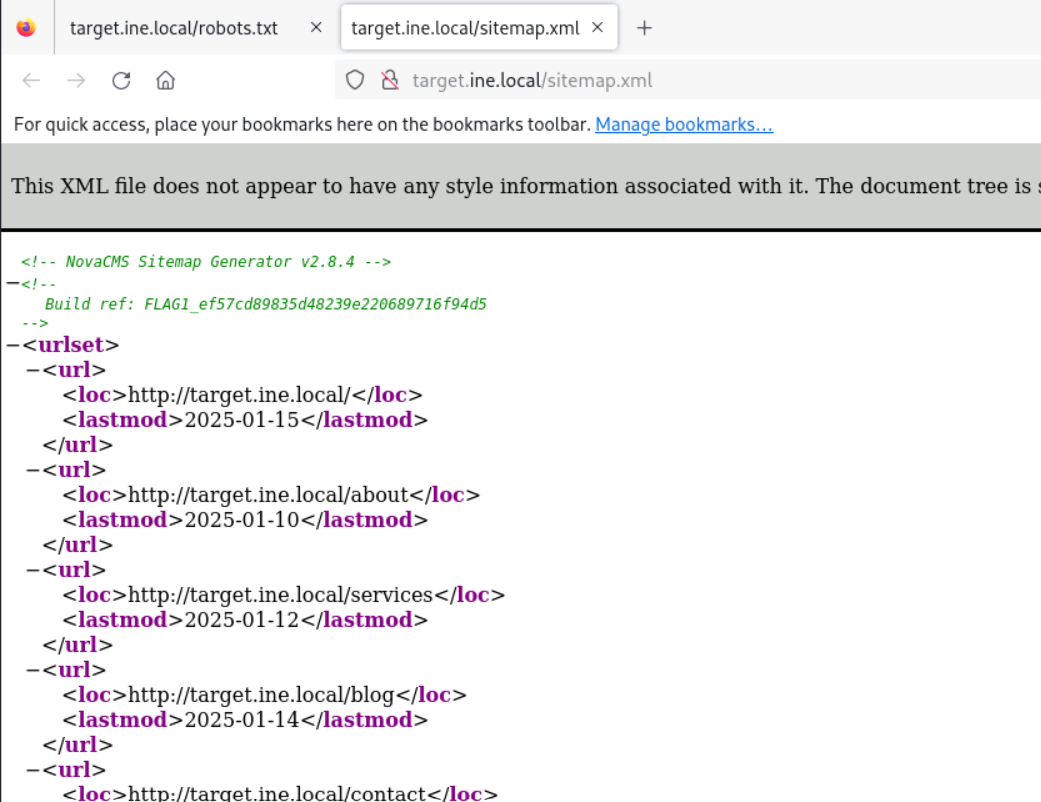 target.ine.local/robots.txt
target.ine.local/sitemap.xml
target.ine.local/sitemap.xml
For quick access, place your bookmarks here on the bookmarks toolbar. Manage bookmarks…
This XML file does not appear to have any style information associated with it. The document tree is
<!-- NovaCMS Sitemap Generator v2.8.4 -->
−<!--
Build ref: FLAG1_ef57cd89835d48239e220689716f94d5
-->
−<urlset>
−<url>
<loc>http://target.ine.local/</loc>
<lastmod>2025-01-15</lastmod>
</url>
−<url>
<loc>http://target.ine.local/about</loc>
<lastmod>2025-01-10</lastmod>
</url>
−<url>
<loc>http://target.ine.local/services</loc>
<lastmod>2025-01-12</lastmod>
</url>
−<url>
<loc>http://target.ine.local/blog</loc>
<lastmod>2025-01-14</lastmod>
</url>
−<url>
<loc>http://target.ine.local/contact</loc>